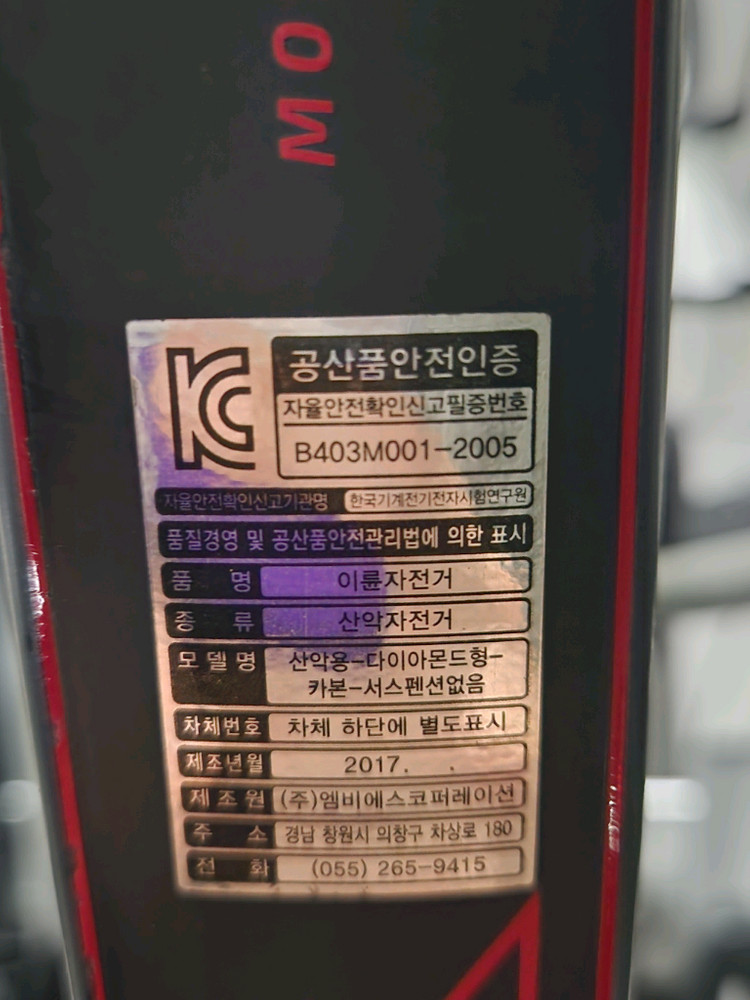 MO
KC
공산품안전인증
자율안전확인신고필증번호
B403M001-2005
자율안전확인신고기관명 한국기계전기전자시험연구원
품질경영 및 공산품안전관리법에 의한 표시
품 명 이륜자전거
종 류 산악자전거
모델명 산악용-다이아몬드형-
카본-서스펜션없음
차체번호 차체 하단에 별도표시
제조년월 2017. .
제조원 (주)엠비에스코퍼레이션
주 소 경남 창원시 의창구 차상로 180
전 화 (055) 265-9415